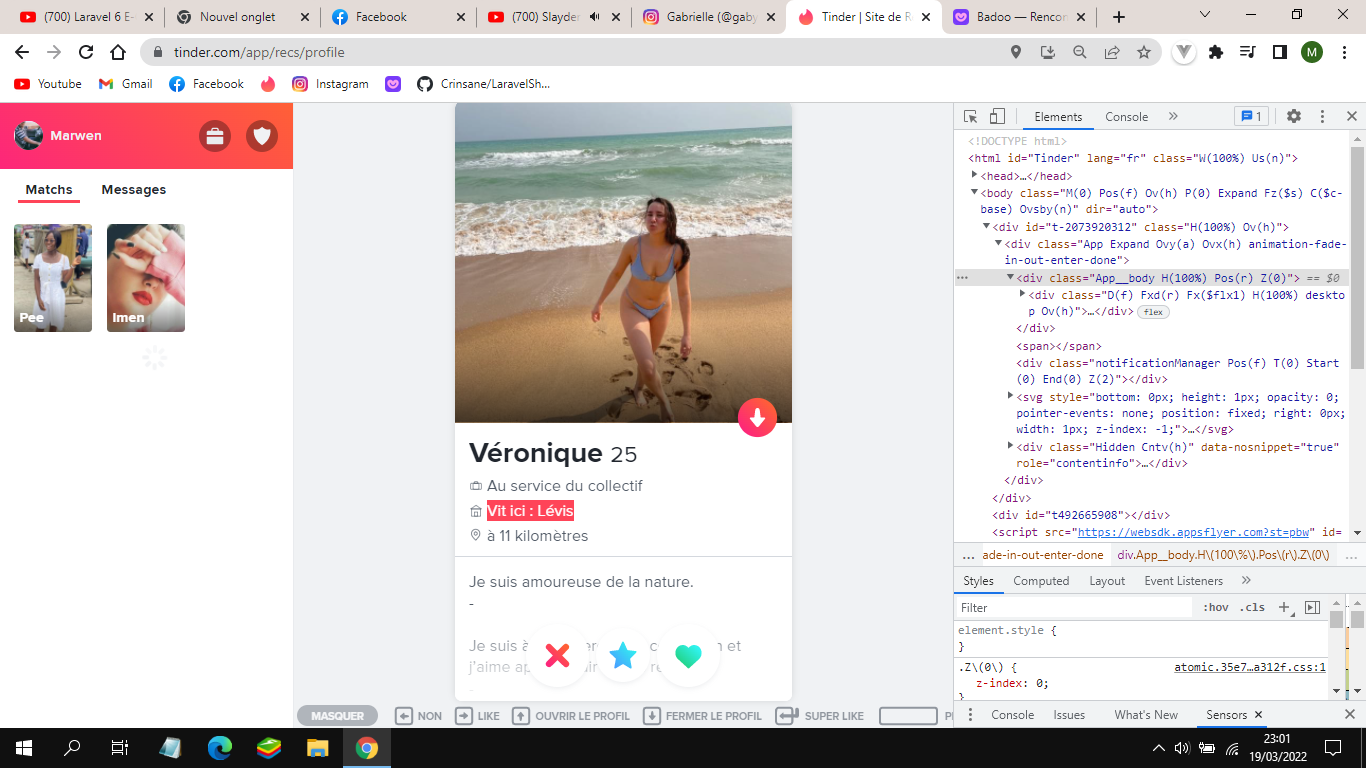 (700) Laravel 6 E-
Nouvel onglet
Facebook
(700) Slayder
Gabrielle (@gaby
Tinder | Site de R
Badoo — Rencon
tinder.com/app/recs/profile
M
Youtube
Gmail
Facebook
Instagram
Crinsane/LaravelSh...
Marwen
Matchs
Messages
Pee
Imen
Véronique 25
Au service du collectif
Vit ici : Lévis
à 11 kilomètres
Je suis amoureuse de la nature.
-
Je suis à
et
j'aime
-
MASQUER
NON
LIKE
OUVRIR LE PROFIL
FERMER LE PROFIL
SUPER LIKE
Elements
Console
»
1
<!DOCTYPE html>
<html id="Tinder" lang="fr" class="W(100%) Us(n)">
<head>…</head>
<body class="M(0) Pos(f) Ov(h) P(0) Expand Fz($s) C($c-
base) Ovsby(n)" dir="auto">
<div id="t-2073920312" class="H(100%) Ov(h)">
<div class="App Expand Ovy(a) Ovx(h) animation-fade-
in-out-enter-done">
… <div class="App__body H(100%) Pos(r) Z(0)"> == $0
<div class="D(f) Fxd(r) Fx($flx1) H(100%) deskto
p Ov(h)">…</div> flex
</div>
<span></span>
<div class="notificationManager Pos(f) T(0) Start
(0) End(0) Z(2)"></div>
<svg style="bottom: 0px; height: 1px; opacity: 0;
pointer-events: none; position: fixed; right: 0px;
width: 1px; z-index: -1;">…</svg>
<div class="Hidden Cntv(h)" data-nosnippet="true"
role="contentinfo">…</div>
</div>
</div>
<div id="t492665908"></div>
<script src="https://websdk.appsflyer.com?st=pbw" id=
... ade-in-out-enter-done div.App__body.H\(100\%\).Pos\(r\).Z\(0\) ...
Styles
Computed
Layout
Event Listeners
»
Filter
:hov .cls +
element.style {
}
.Z\(0\) {
atomic.35e7…a312f.css:1
z-index: 0;
}
Console
Issues
What's New
Sensors
23:01
19/03/2022